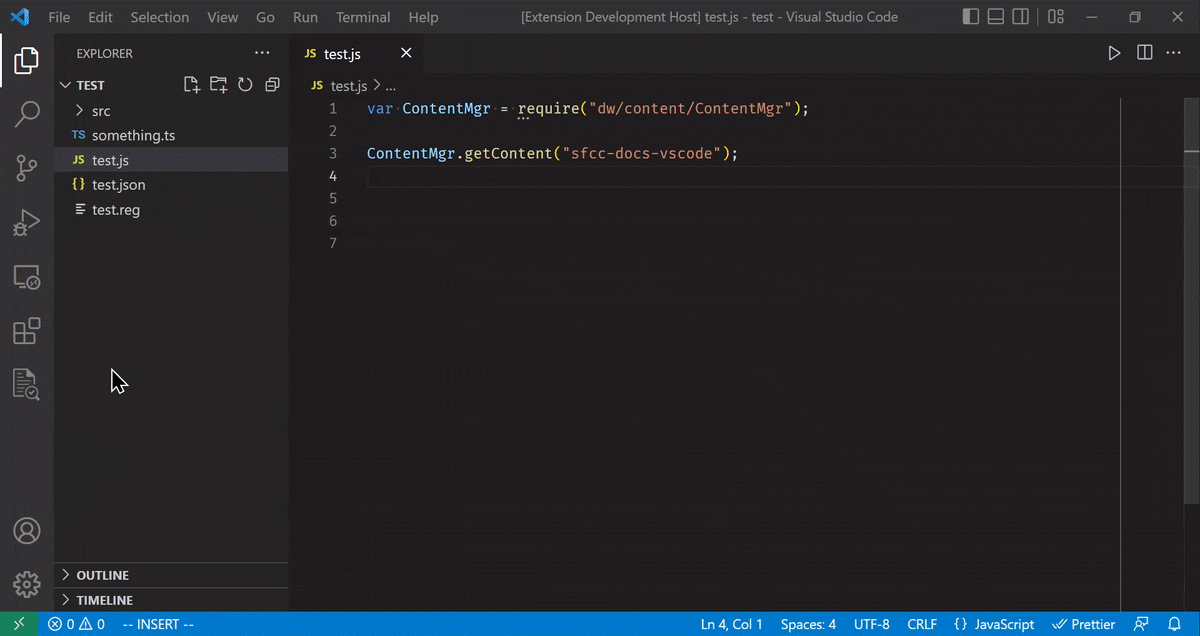 File Edit Selection View Go Run Terminal Help [Extension Development Host] test.js - test - Visual Studio Code
EXPLORER ...
JS test.js
TEST
JS test.js > ...
src
TS something.ts
JS test.js
{} test.json
test.reg
1 var ContentMgr = require("dw/content/ContentMgr");
2
3 ContentMgr.getContent("sfcc-docs-vscode");
4
5
6
7
OUTLINE
TIMELINE
0 0 -- INSERT -- Ln 4, Col 1 Spaces: 4 UTF-8 CRLF {} JavaScript Prettier